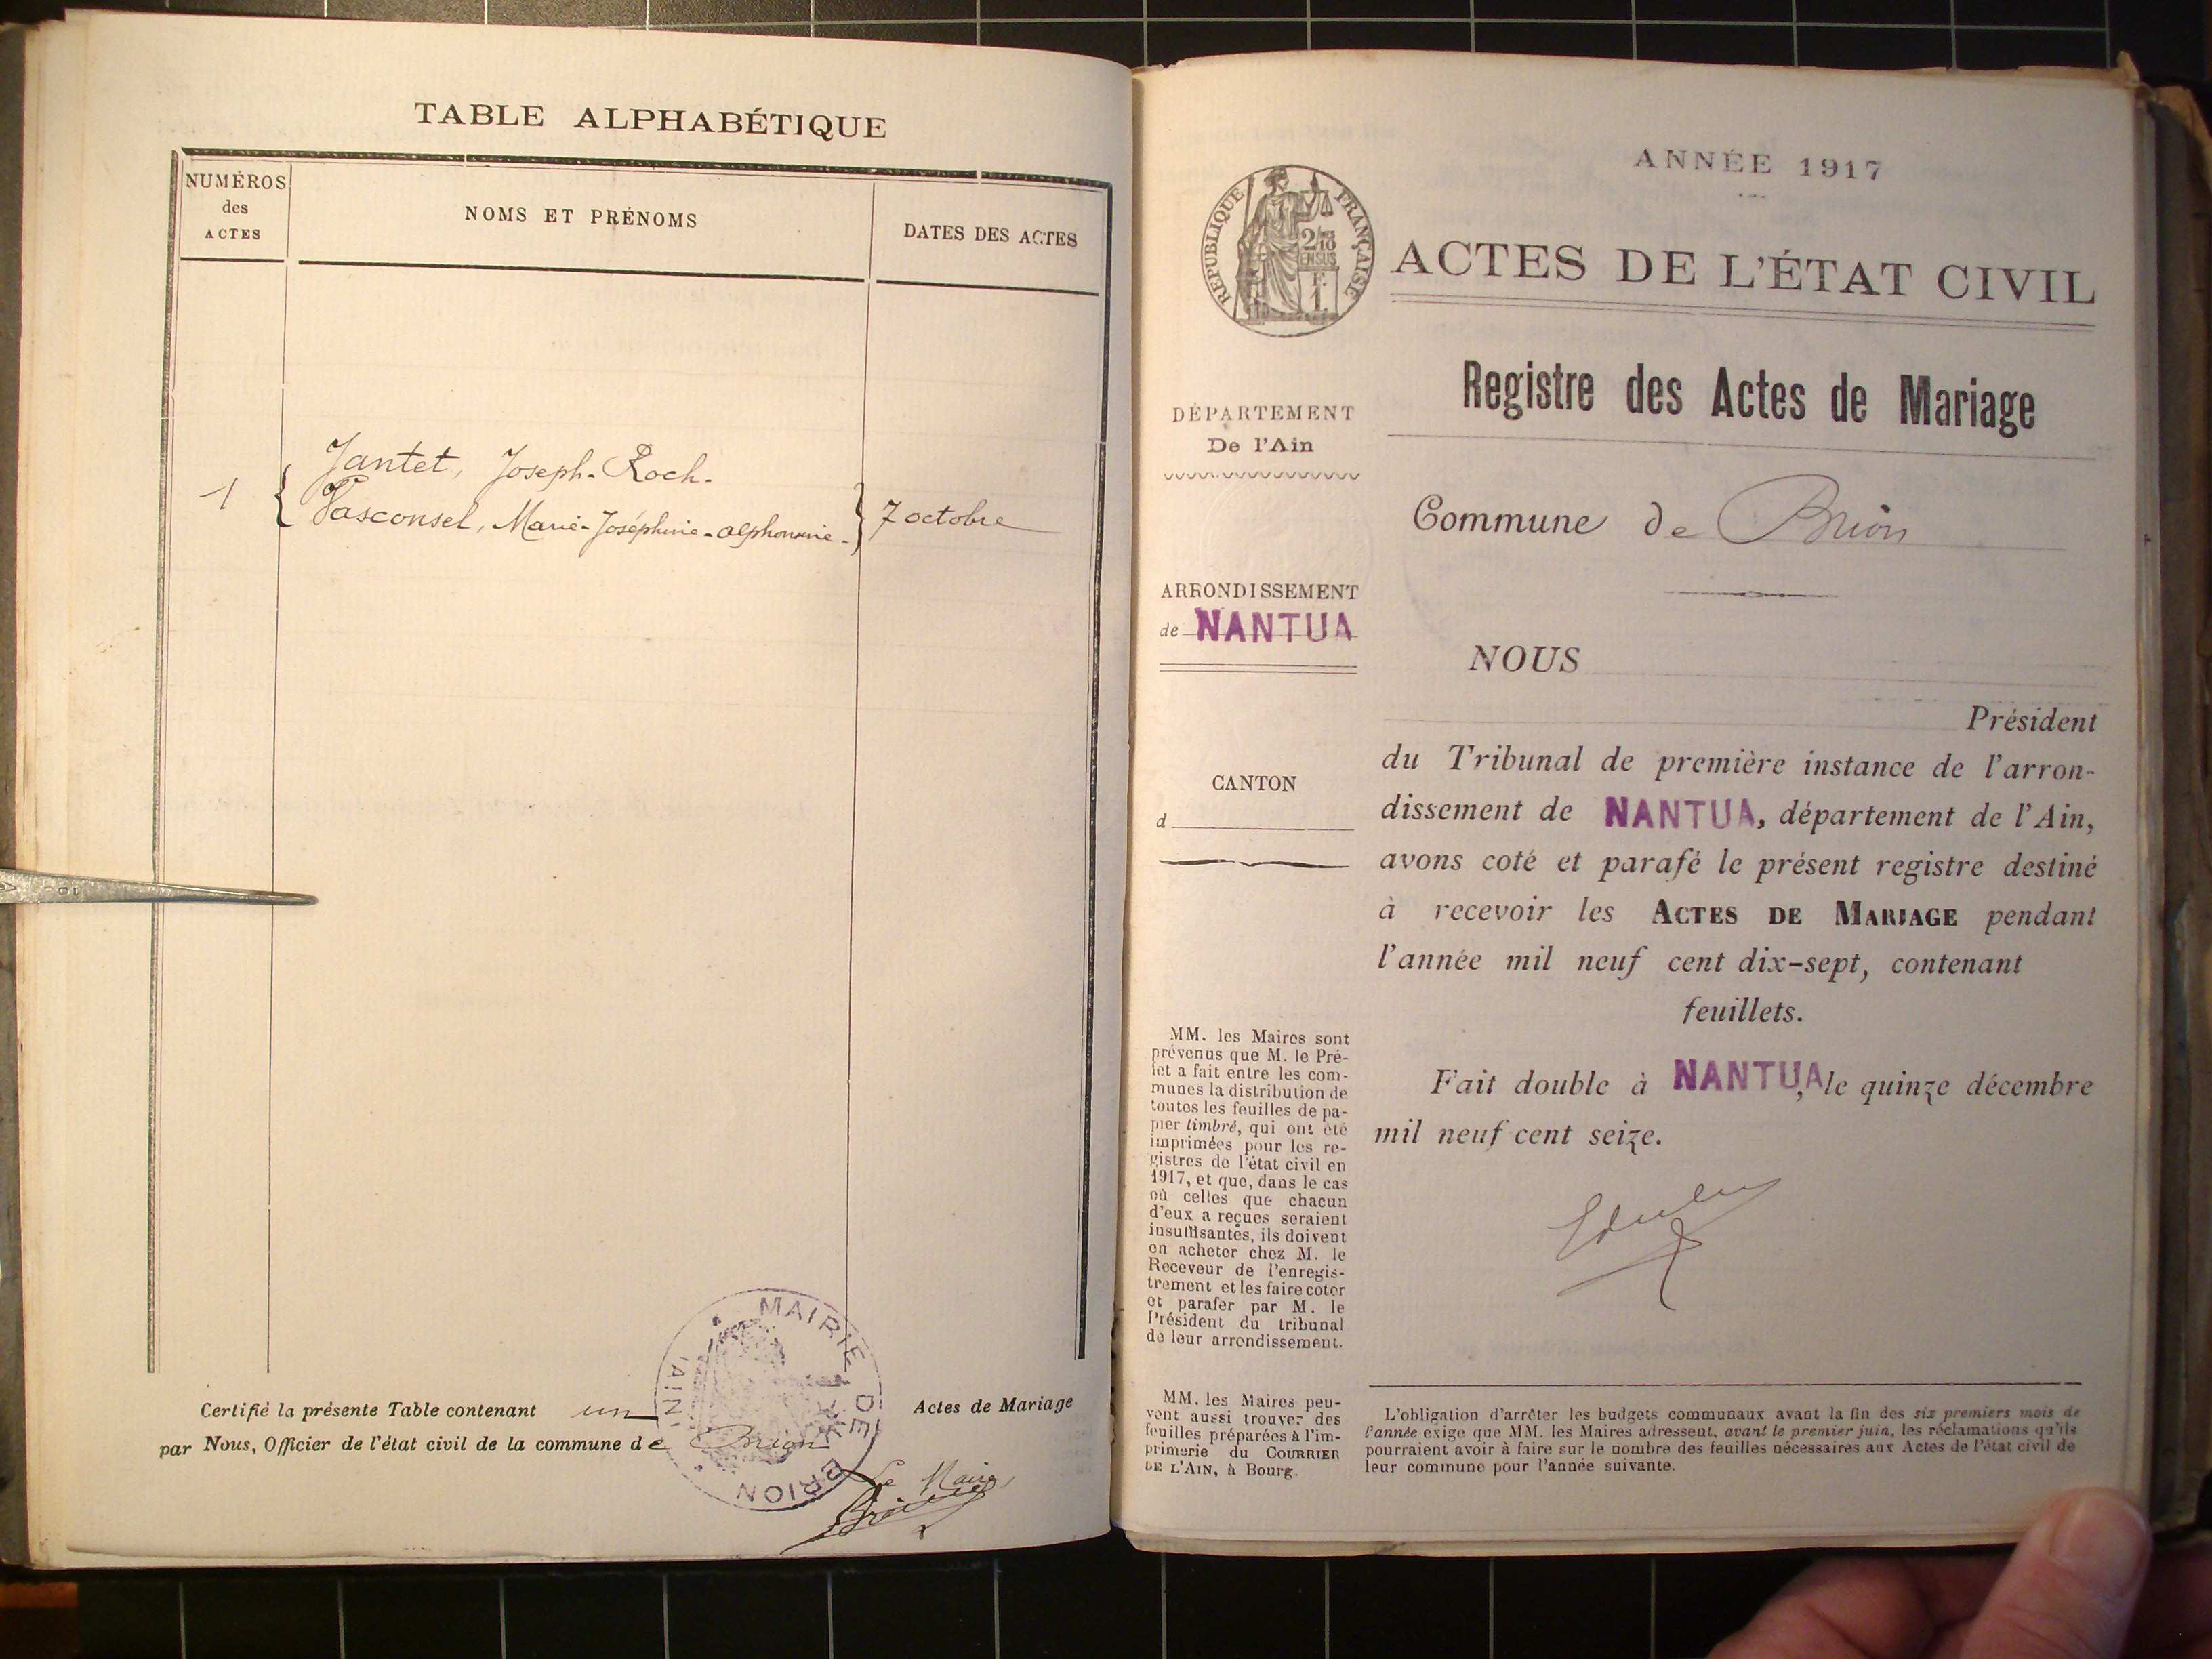 TABLE ALPHABÉTIQUE
NUMÉROS
des
ACTES
NOMS ET PRÉNOMS
DATES DES ACTES
Jantet, Joseph-Roch.
1
Vasconsel, Marie-Joséphine-alphonsine.
7 octobre
Certifié la présente Table contenant un
Actes de Mariage
par Nous, Officier de l'état civil de la commune de Brion
MAIRIE DE BRION
(AIN)
Le Maire
ANNÉE 1917
REPUBLIQUE FRANÇAISE
2/10
EN SUS
F
1.
ACTES DE L'ÉTAT CIVIL
Registre des Actes de Mariage
DÉPARTEMENT
De l'Ain
Commune de Brion
ARRONDISSEMENT
de NANTUA
NOUS
Président
du Tribunal de première instance de l'arron-
dissement de NANTUA, département de l'Ain,
avons coté et parafé le présent registre destiné
à recevoir les ACTES DE MARIAGE pendant
l'année mil neuf cent dix-sept, contenant
feuillets.
Fait double à NANTUA, le quinze décembre
mil neuf cent seize.
CANTON
d
MM. les Maires sont
prévenus que M. le Pré-
fet a fait entre les com-
munes la distribution de
toutes les feuilles de pa-
pier timbré, qui ont été
imprimées pour les re-
gistres de l'état civil en
1917, et que, dans le cas
où celles que chacun
d'eux a reçues seraient
insuffisantes, ils doivent
en acheter chez M. le
Receveur de l'enregis-
trement et les faire coter
et parafer par M. le
Président du tribunal
de leur arrondissement.
MM. les Maires peu-
vent aussi trouver des
feuilles préparées à l'im-
primerie du COURRIER
DE L'AIN, à Bourg.
L'obligation d'arrêter les budgets communaux avant la fin des six premiers mois de
l'année exige que MM. les Maires adressent, avant le premier juin, les réclamations qu'ils
pourraient avoir à faire sur le nombre des feuilles nécessaires aux Actes de l'état civil de
leur commune pour l'année suivante.